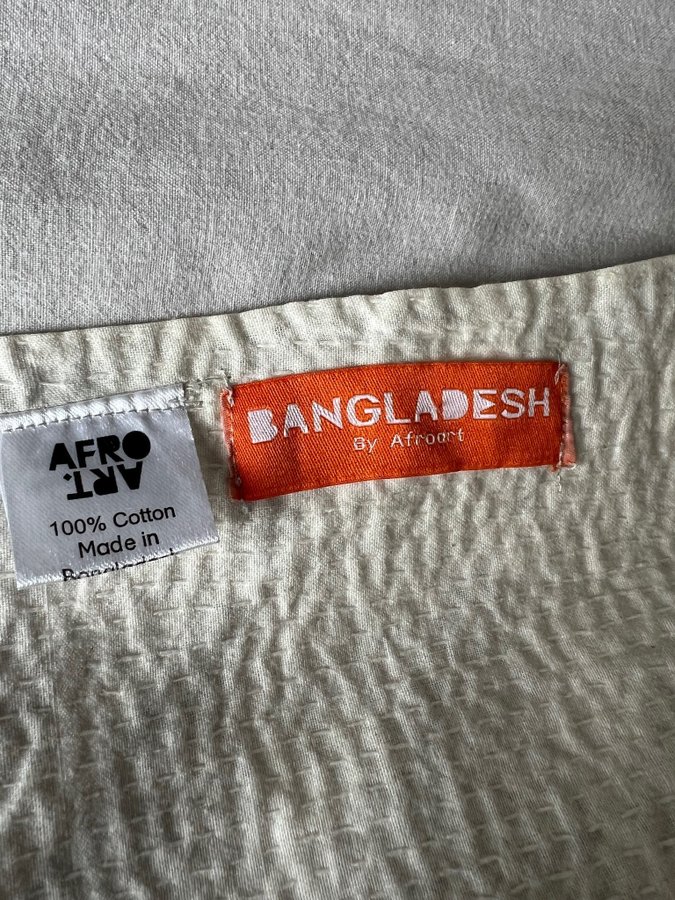 AFRO
ART.
100% Cotton
Made in
BANGLADESH
By Afroart